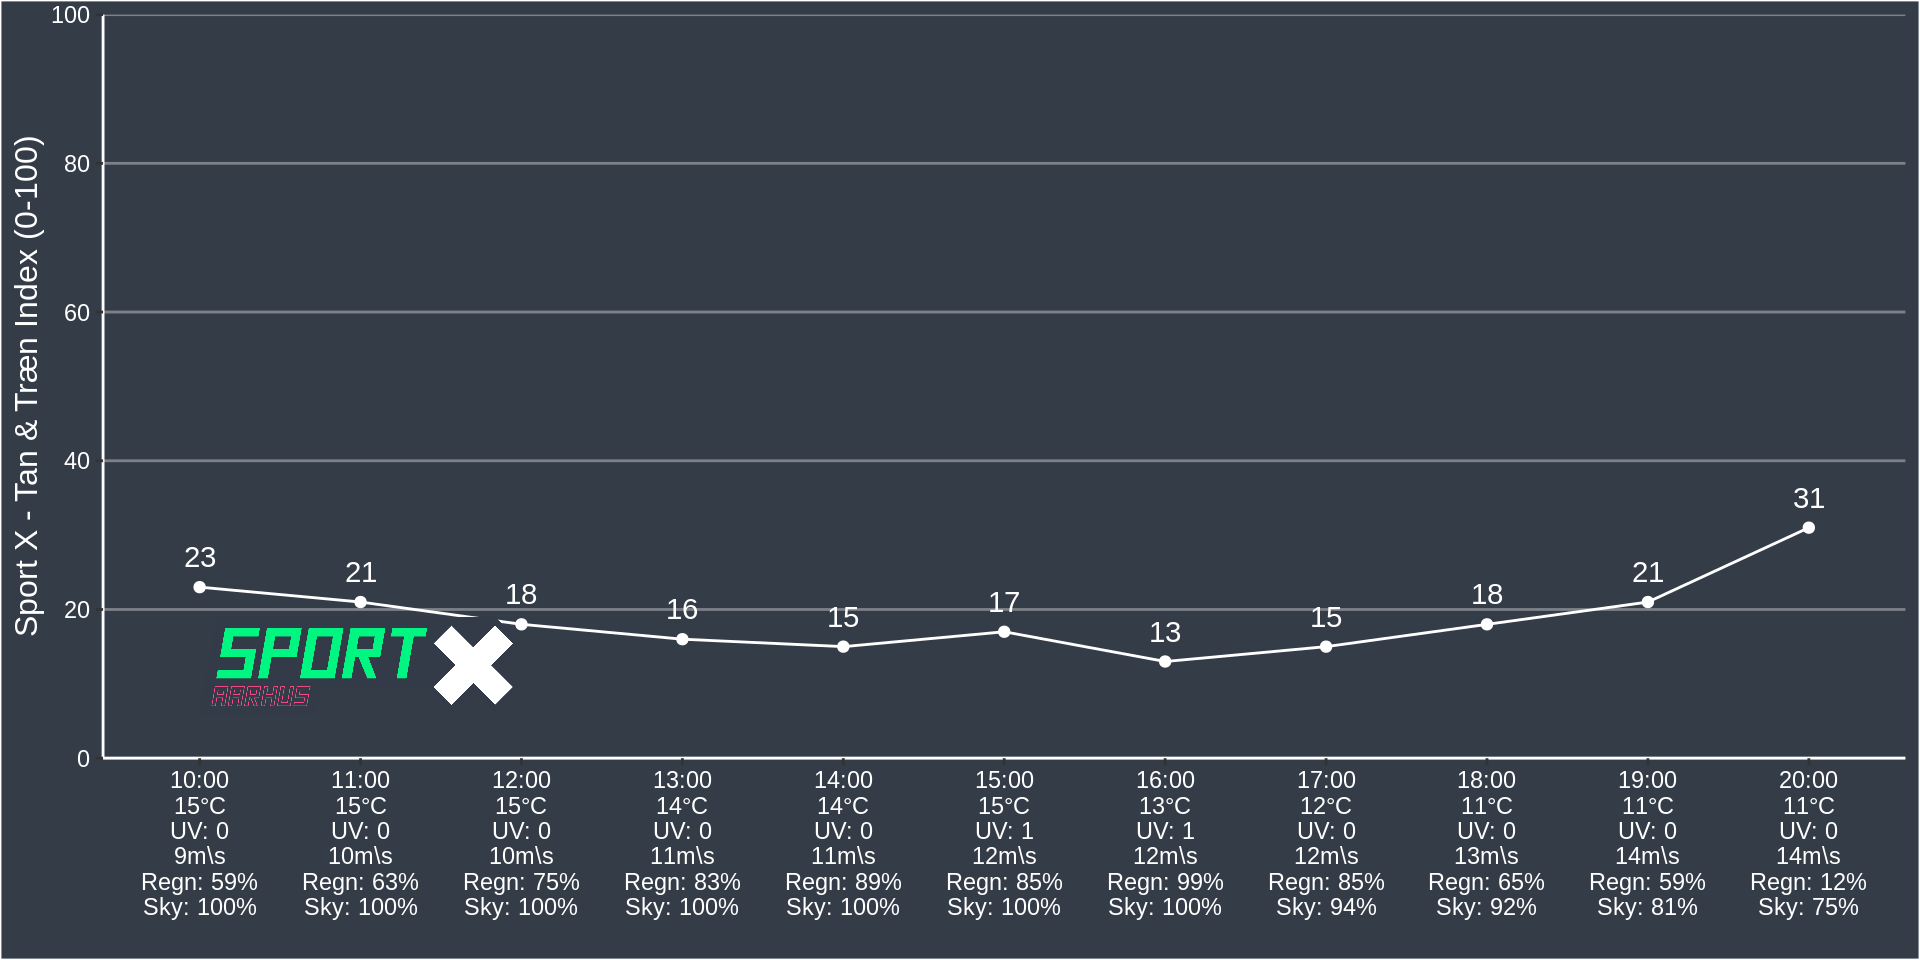 Sport X - Tan & Træn Index (0-100)
100
80
60
40
20
0
23
21
18
16
15
17
13
15
18
21
31
SPORT X
AARHUS
10:00 11:00 12:00 13:00 14:00 15:00 16:00 17:00 18:00 19:00 20:00
15°C 15°C 15°C 14°C 14°C 15°C 13°C 12°C 11°C 11°C 11°C
UV: 0 UV: 0 UV: 0 UV: 0 UV: 0 UV: 1 UV: 1 UV: 0 UV: 0 UV: 0 UV: 0
9m\s 10m\s 10m\s 11m\s 11m\s 12m\s 12m\s 12m\s 13m\s 14m\s 14m\s
Regn: 59% Regn: 63% Regn: 75% Regn: 83% Regn: 89% Regn: 85% Regn: 99% Regn: 85% Regn: 65% Regn: 59% Regn: 12%
Sky: 100% Sky: 100% Sky: 100% Sky: 100% Sky: 100% Sky: 100% Sky: 100% Sky: 94% Sky: 92% Sky: 81% Sky: 75%